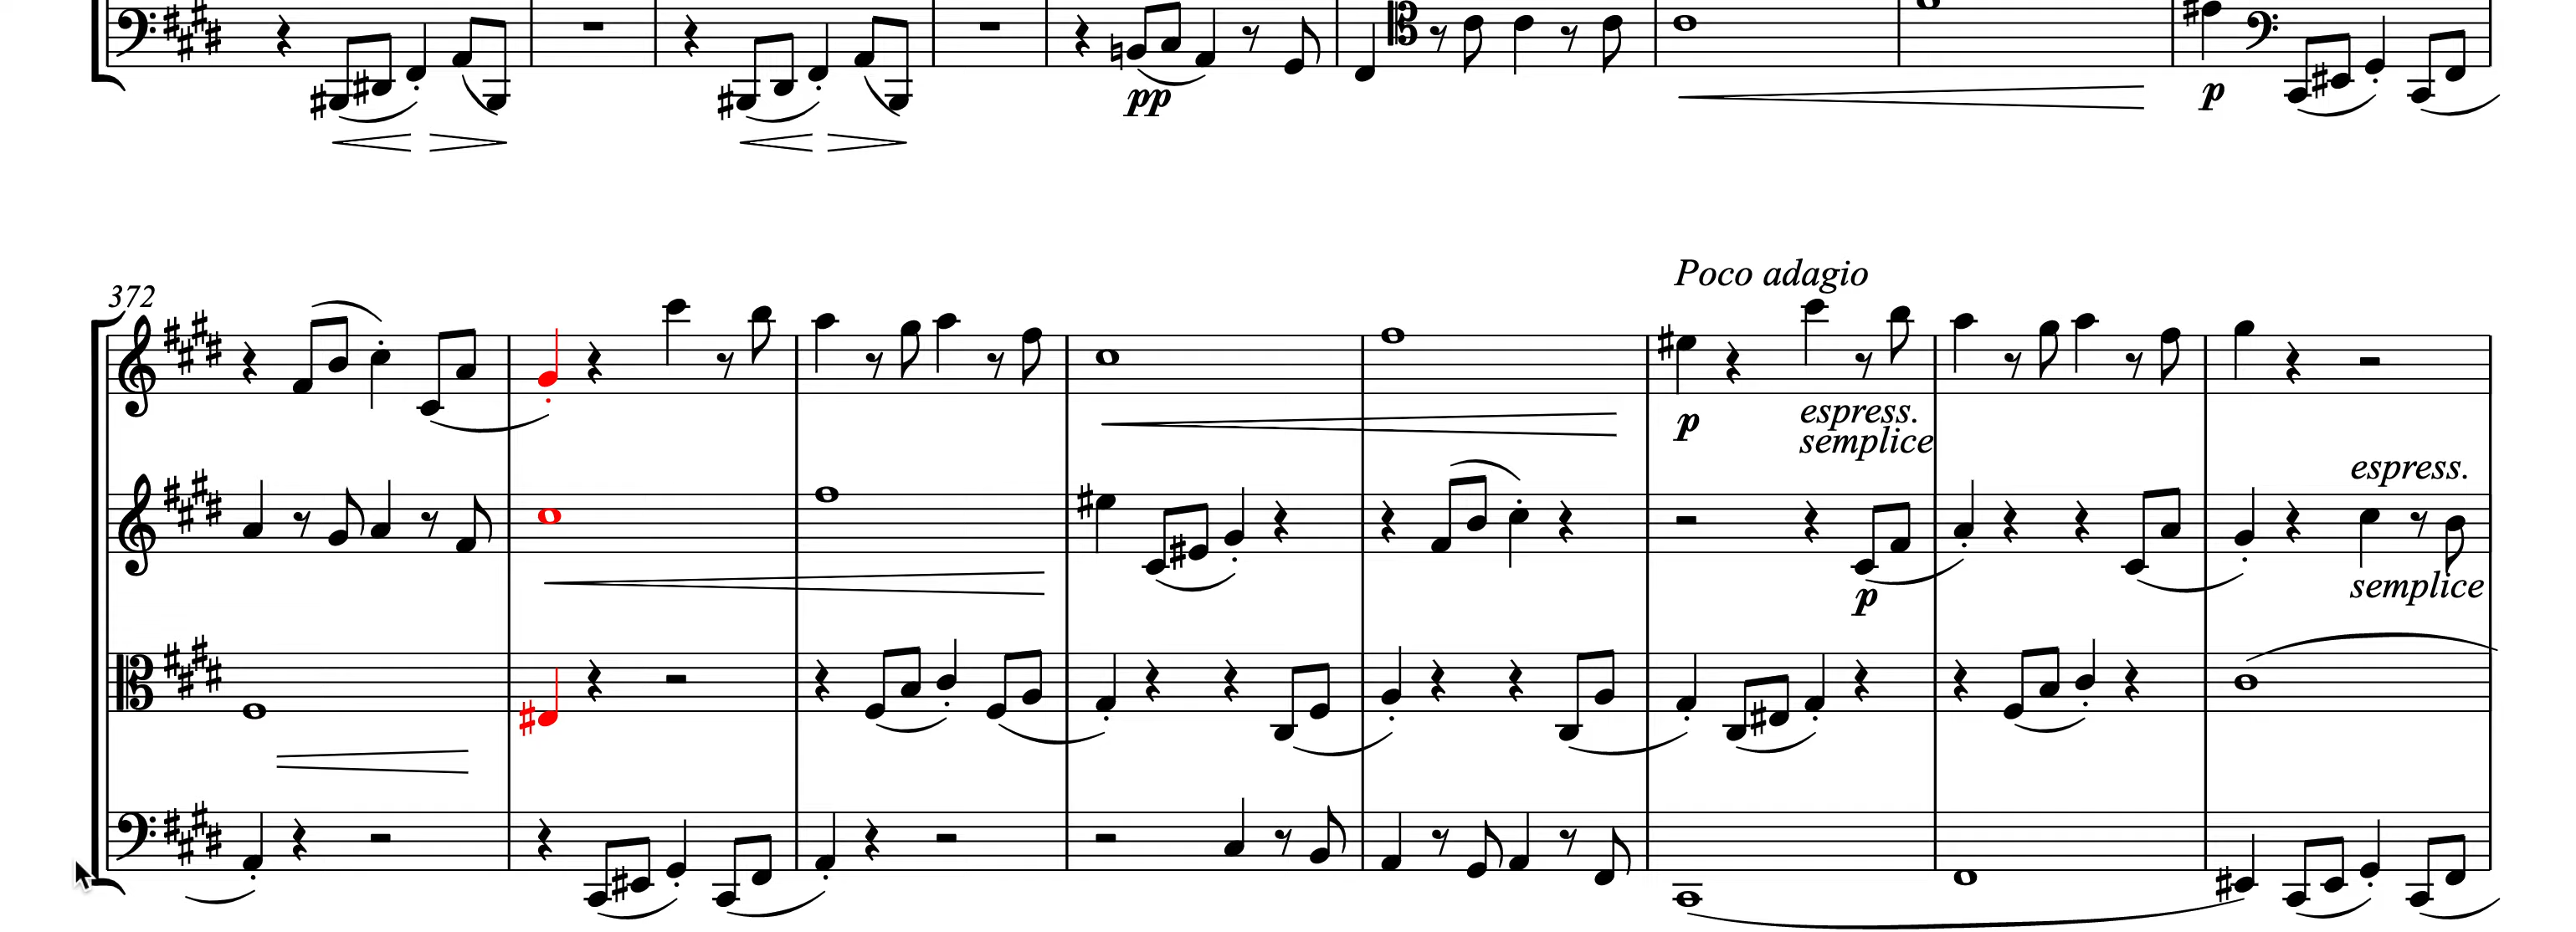 pp
p
Poco adagio
372
p
espress.
semplice
espress.
p
semplice